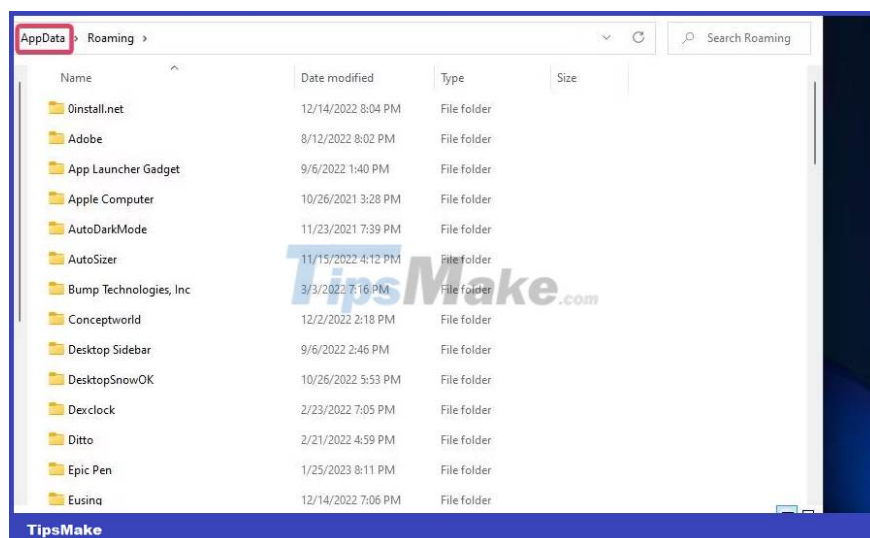 AppData > Roaming >
Search Roaming
Name Date modified Type Size
0install.net 12/14/2022 8:04 PM File folder
Adobe 8/12/2022 8:02 PM File folder
App Launcher Gadget 9/6/2022 1:40 PM File folder
Apple Computer 10/26/2021 3:28 PM File folder
AutoDarkMode 11/23/2021 7:39 PM File folder
AutoSizer 11/15/2022 4:12 PM File folder
Bump Technologies, Inc 3/3/2022 7:16 PM File folder
TipsMake.com
Conceptworld 12/2/2022 2:18 PM File folder
Desktop Sidebar 9/6/2022 2:46 PM File folder
DesktopSnowOK 10/26/2022 5:53 PM File folder
Dexclock 2/23/2022 7:05 PM File folder
Ditto 2/21/2022 4:59 PM File folder
Epic Pen 1/25/2023 8:11 PM File folder
Eusing 12/14/2022 7:06 PM File folder
TipsMake